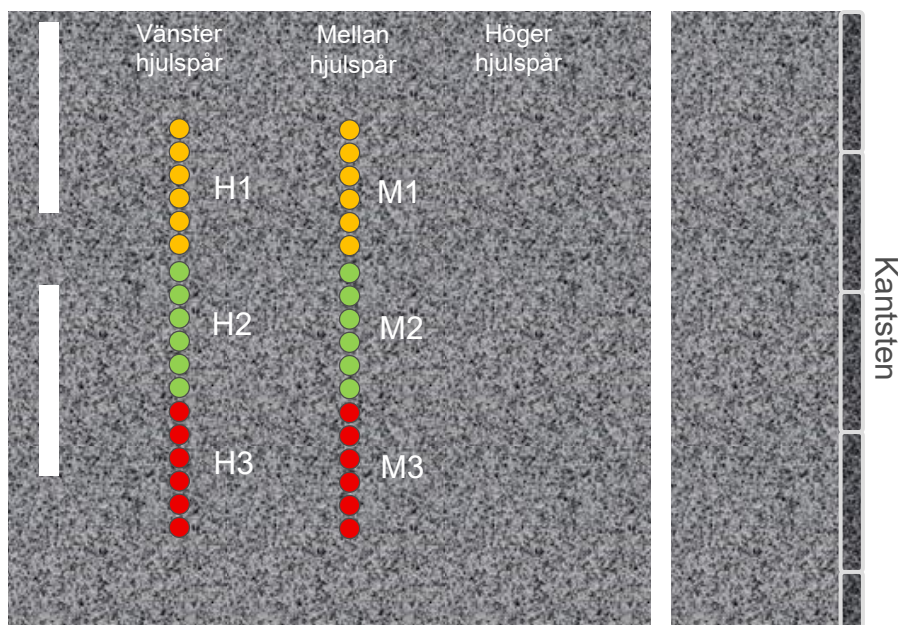 Vänster
hjulspår
Mellan
hjulspår
Höger
hjulspår
H1
M1
H2
M2
H3
M3
Kantsten